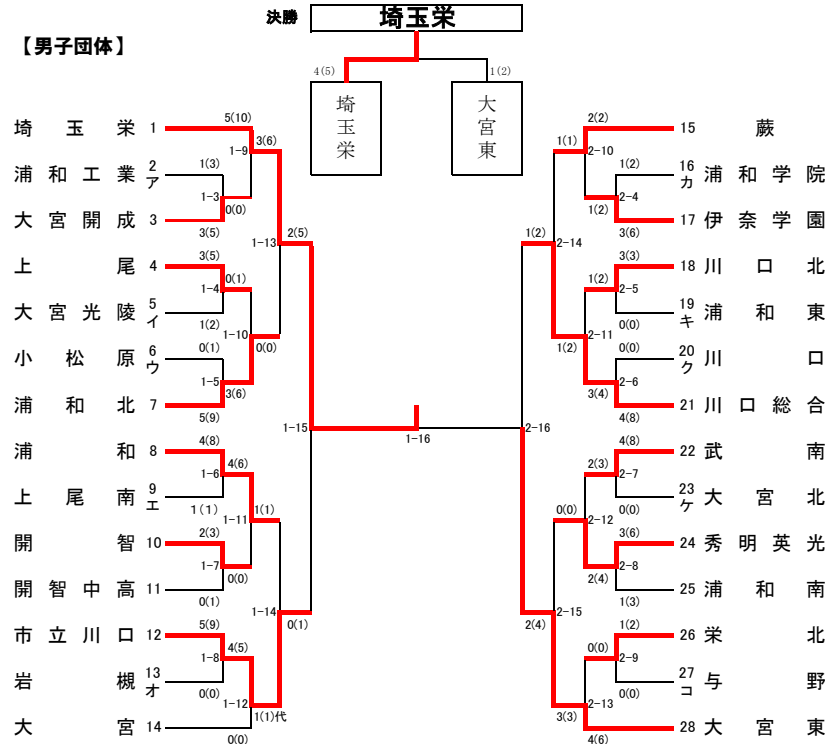 決勝 埼玉栄
【男子団体】
4(5) 1(2)
埼玉栄 大宮東
埼玉栄 1 5(10)
3(6)
1-9
浦和工業 2 ア 1(3)
1-3
0(0)
大宮開成 3 3(5)
1-13 2(5)
上尾 4 3(5)
0(1)
1-4
大宮光陵 5 イ 1(2)
1-10
0(0)
小松原 6 ウ 0(1)
1-5
3(6)
浦和北 7 5(9)
1-15
浦和 8 4(8)
4(6)
1-6
上尾南 9 エ 1(1)
1-11
1(1)
開智 10 2(3)
1-7
0(0)
開智中高 11 0(1)
1-14
0(1)
市立川口 12 5(9)
4(5)
1-8
岩槻 13 オ 0(0)
1-12
1(1)代
大宮 14 0(0)
1-16
2(2) 15 蕨
1(1)
2-10
1(2) 16 カ 浦和学院
2-4
1(2)
3(6) 17 伊奈学園
1(2) 2-14
3(3) 18 川口北
1(2)
2-5
0(0) 19 キ 浦和東
2-11
1(2)
0(0) 20 ク 川口
2-6
3(4)
4(8) 21 川口総合
2-16
4(8) 22 武南
2(3)
2-7
0(0) 23 ケ 大宮北
0(0)
2-12
3(6) 24 秀明英光
2-8
2(4)
1(3) 25 浦和南
2-15
2(4)
1(2) 26 栄北
0(0)
2-9
0(0) 27 コ 与野
2-13
3(3)
4(6) 28 大宮東